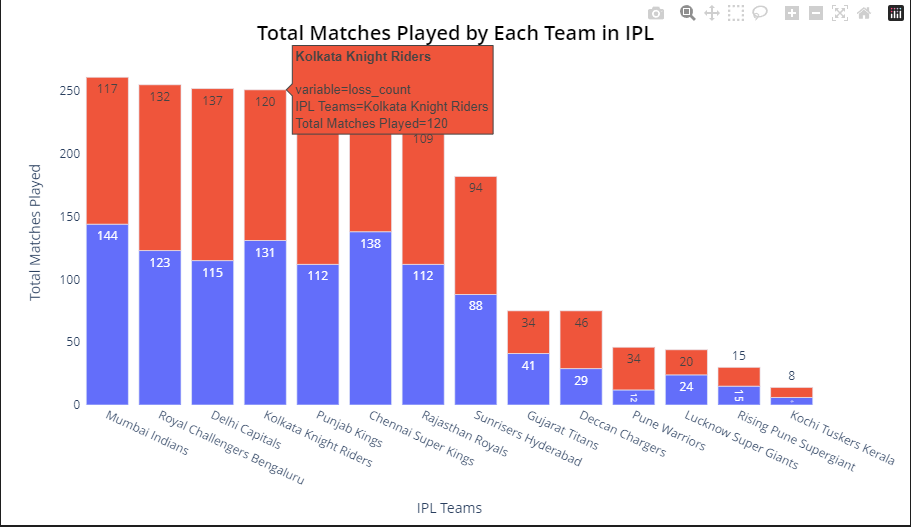 Total Matches Played by Each Team in IPL
Kolkata Knight Riders
variable=loss_count
IPL Teams=Kolkata Knight Riders
Total Matches Played=120
Total Matches Played
250
200
150
100
50
0
117
132
137
120
109
94
34
46
34
20
15
8
144
123
115
131
112
138
112
88
41
29
12
24
15
Mumbai Indians
Royal Challengers Bengaluru
Delhi Capitals
Kolkata Knight Riders
Punjab Kings
Chennai Super Kings
Rajasthan Royals
Sunrisers Hyderabad
Gujarat Titans
Deccan Chargers
Pune Warriors
Lucknow Super Giants
Rising Pune Supergiant
Kochi Tuskers Kerala
IPL Teams